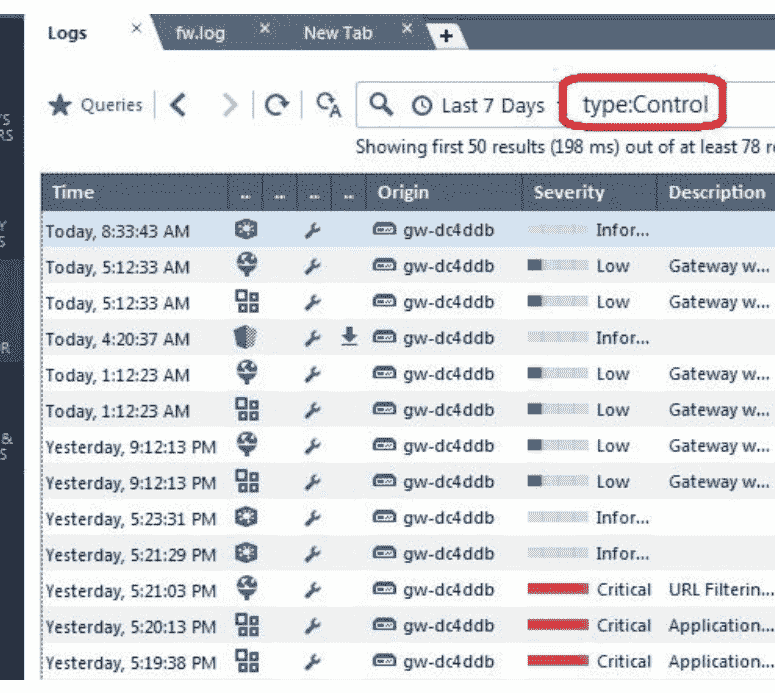 Logs × fw.log × New Tab × +
S
RS
Queries A Last 7 Days type:Control
Showing first 50 results (198 ms) out of at least 78 r
Time .. .. .. .. Origin Severity Description
Today, 8:33:43 AM gw-dc4ddb Infor...
Y
S
Today, 5:12:33 AM gw-dc4ddb Low Gateway w...
Today, 5:12:33 AM gw-dc4ddb Low Gateway w...
R
Today, 4:20:37 AM gw-dc4ddb Infor...
Today, 1:12:23 AM gw-dc4ddb Low Gateway w...
Today, 1:12:23 AM gw-dc4ddb Low Gateway w...
&
S
Yesterday, 9:12:13 PM gw-dc4ddb Low Gateway w...
Yesterday, 9:12:13 PM gw-dc4ddb Low Gateway w...
Yesterday, 5:23:31 PM gw-dc4ddb Infor...
Yesterday, 5:21:29 PM gw-dc4ddb Infor...
Yesterday, 5:21:03 PM gw-dc4ddb Critical URL Filterin...
Yesterday, 5:20:13 PM gw-dc4ddb Critical Application...
Yesterday, 5:19:38 PM gw-dc4ddb Critical Application...